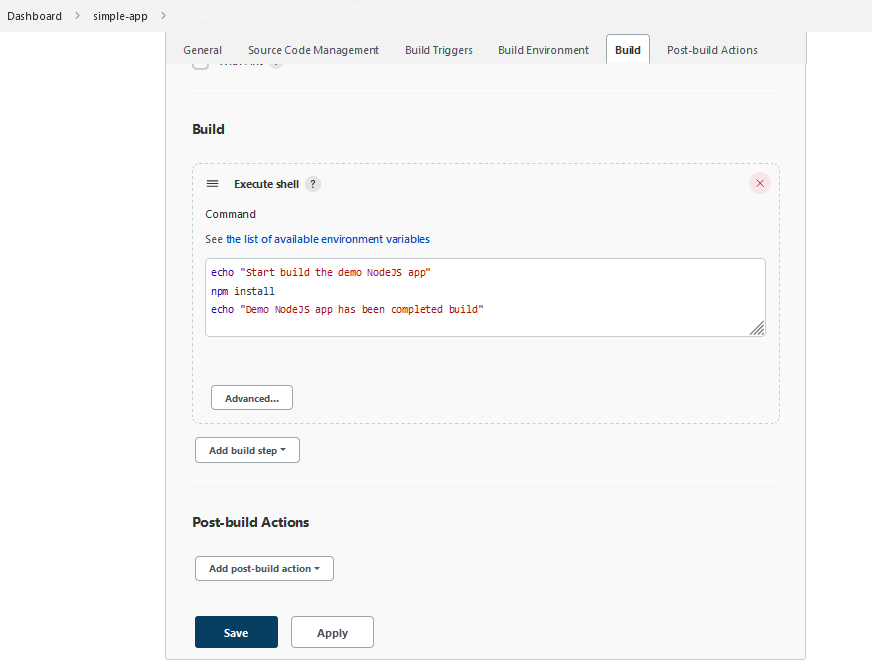 Dashboard > simple-app >
General Source Code Management Build Triggers Build Environment Build Post-build Actions
?
Build
Execute shell ?
Command
See the list of available environment variables
echo "Start build the demo NodeJS app"
npm install
echo "Demo NodeJS app has been completed build"
Advanced...
Add build step
Post-build Actions
Add post-build action
Save Apply